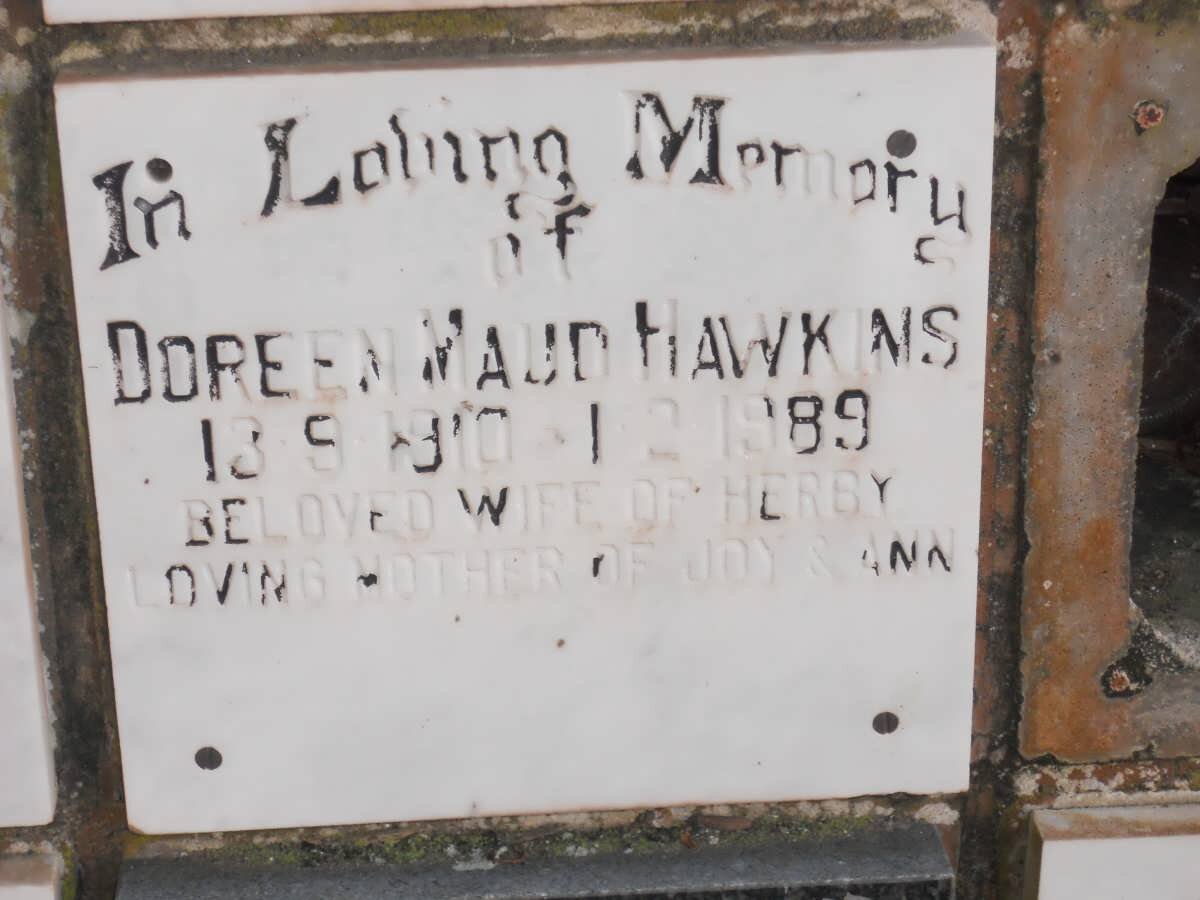 In Loving Memory
of
DOREEN MAUD HAWKINS
13·9·1910 - 1·2·1989
BELOVED WIFE OF HERBY
LOVING MOTHER OF JOY & ANN